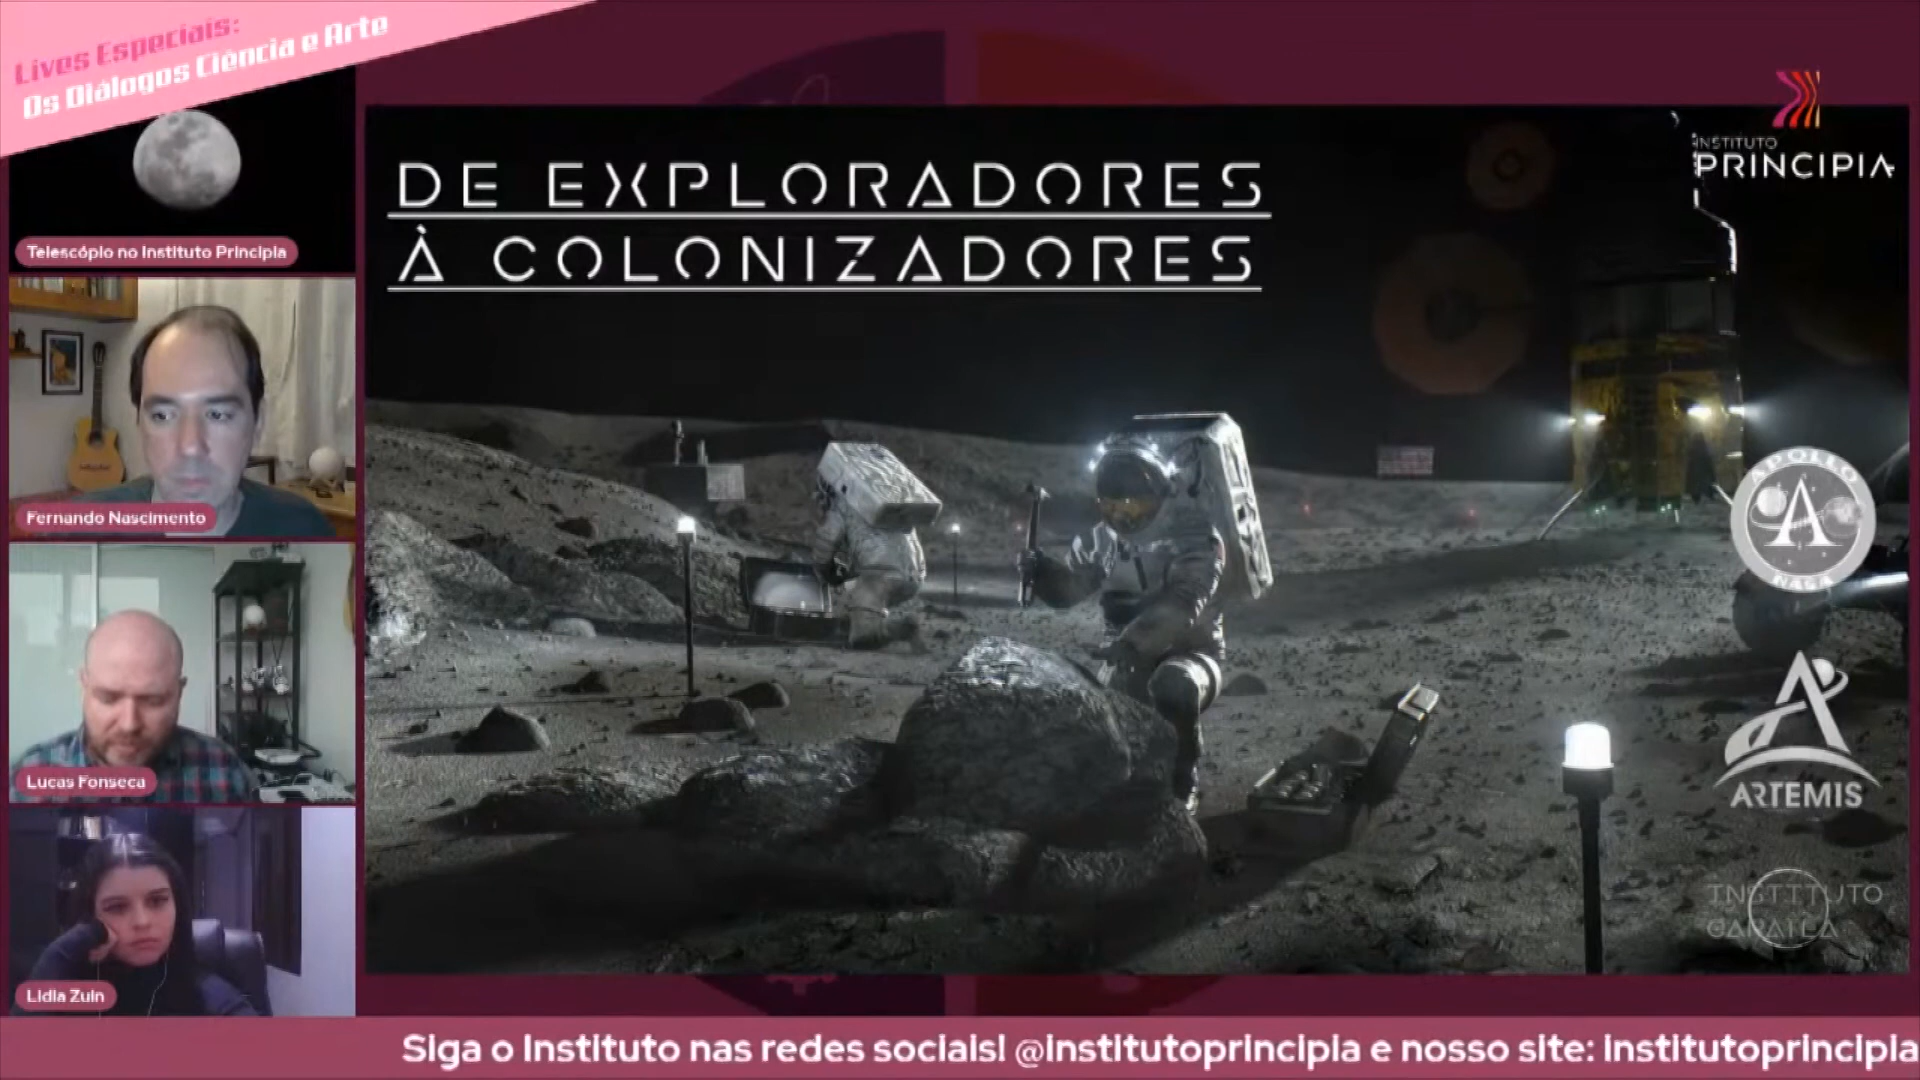 Lives Especiais:
Os Diálogos Ciência e Arte
Telescópio no Instituto Principia
Fernando Nascimento
Lucas Fonseca
Lidia Zuin
DE EXPLORADORES
À COLONIZADORES
INSTITUTO
PRINCIPIA
APOLLO
A
NASA
ARTEMIS
INSTITUTO
Siga o Instituto nas redes sociais! @institutoprincipia e nosso site: institutoprincipia